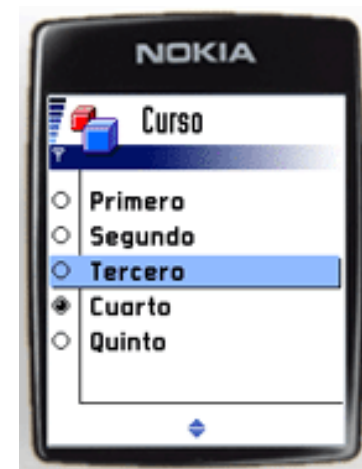 NOKIA
Curso
Primero
Segundo
Tercero
Cuarto
Quinto